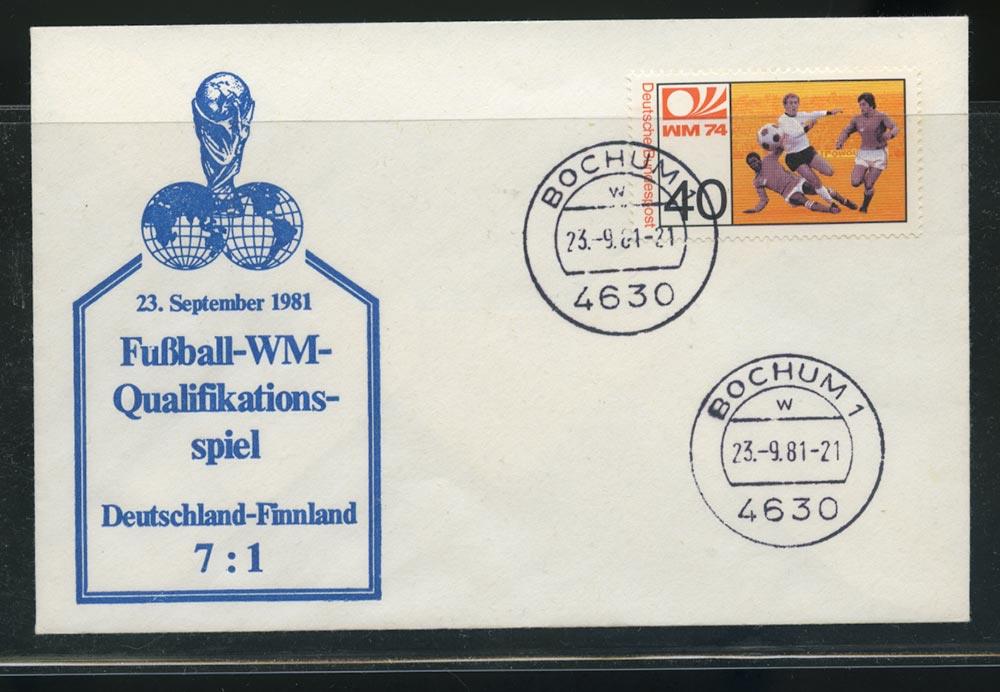 23. September 1981
Fußball-WM-
Qualifikations-
spiel
Deutschland-Finnland
7 : 1
WM 74
Deutsche Bundespost
40
BOCHUM 1
w
23.-9.81-21
4630
BOCHUM 1
w
23.-9.81-21
4630